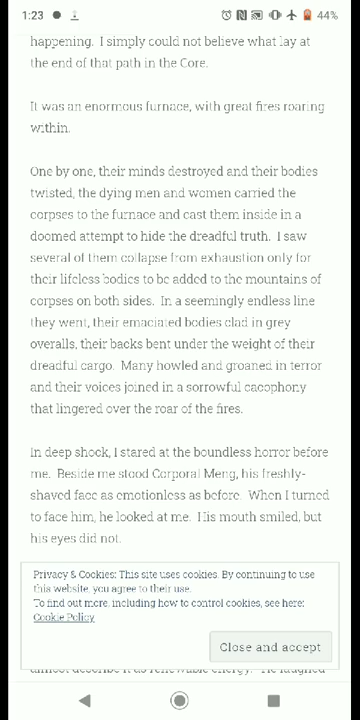 1:23
44%
happening. I simply could not believe what lay at
the end of that path in the Core.
It was an enormous furnace, with great fires roaring
within.
One by one, their minds destroyed and their bodies
twisted, the dying men and women carried the
corpses to the furnace and cast them inside in a
doomed attempt to hide the dreadful truth. I saw
several of them collapse from exhaustion only for
their lifeless bodies to be added to the mountains of
corpses on both sides. In a seemingly endless line
they went, their emaciated bodies clad in grey
overalls, their backs bent under the weight of their
dreadful cargo. Many howled and groaned in terror
and their voices joined in a sorrowful cacophony
that lingered over the roar of the fires.
In deep shock, I stared at the boundless horror before
me. Beside me stood Corporal Meng, his freshly-
shaved face as emotionless as before. When I turned
to face him, he looked at me. His mouth smiled, but
his eyes did not.
Privacy & Cookies: This site uses cookies. By continuing to use
this website, you agree to their use.
To find out more, including how to control cookies, see here:
Cookie Policy
Close and accept
almost describe it as renewable energy. He laughed